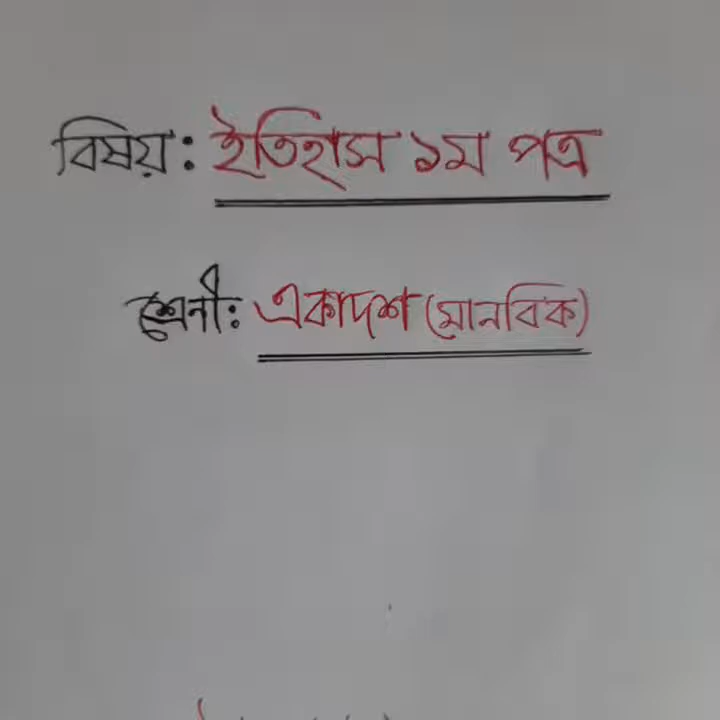 বিষয়: ইতিহাস ১ম পত্র
শ্রেনী: একাদশ (মানবিক)